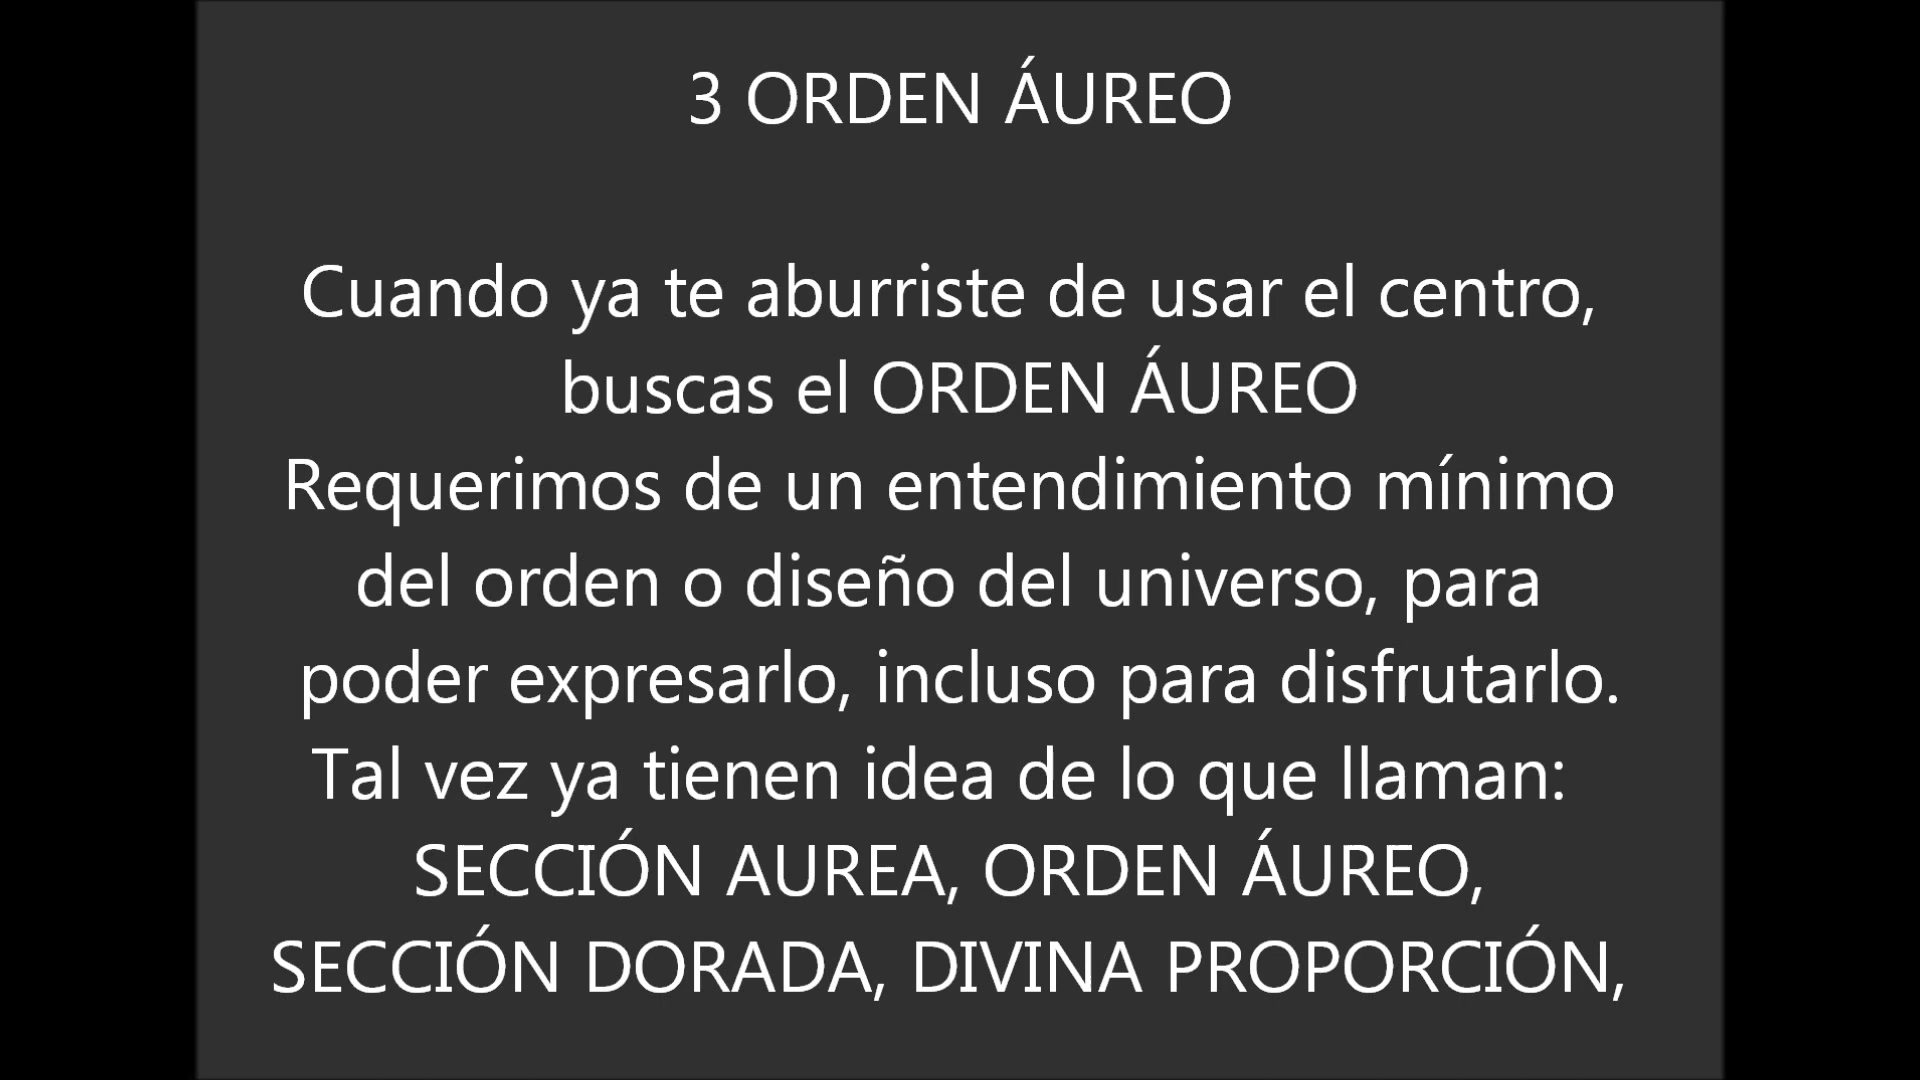 3 ORDEN ÁUREO
Cuando ya te aburriste de usar el centro,
buscas el ORDEN ÁUREO
Requerimos de un entendimiento mínimo
del orden o diseño del universo, para
poder expresarlo, incluso para disfrutarlo.
Tal vez ya tienen idea de lo que llaman:
SECCIÓN AUREA, ORDEN ÁUREO,
SECCIÓN DORADA, DIVINA PROPORCIÓN,